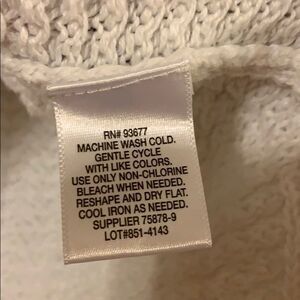 RN# 93677
MACHINE WASH COLD.
GENTLE CYCLE
WITH LIKE COLORS.
USE ONLY NON-CHLORINE
BLEACH WHEN NEEDED.
RESHAPE AND DRY FLAT.
COOL IRON AS NEEDED.
SUPPLIER 75878-9
LOT#851-4143